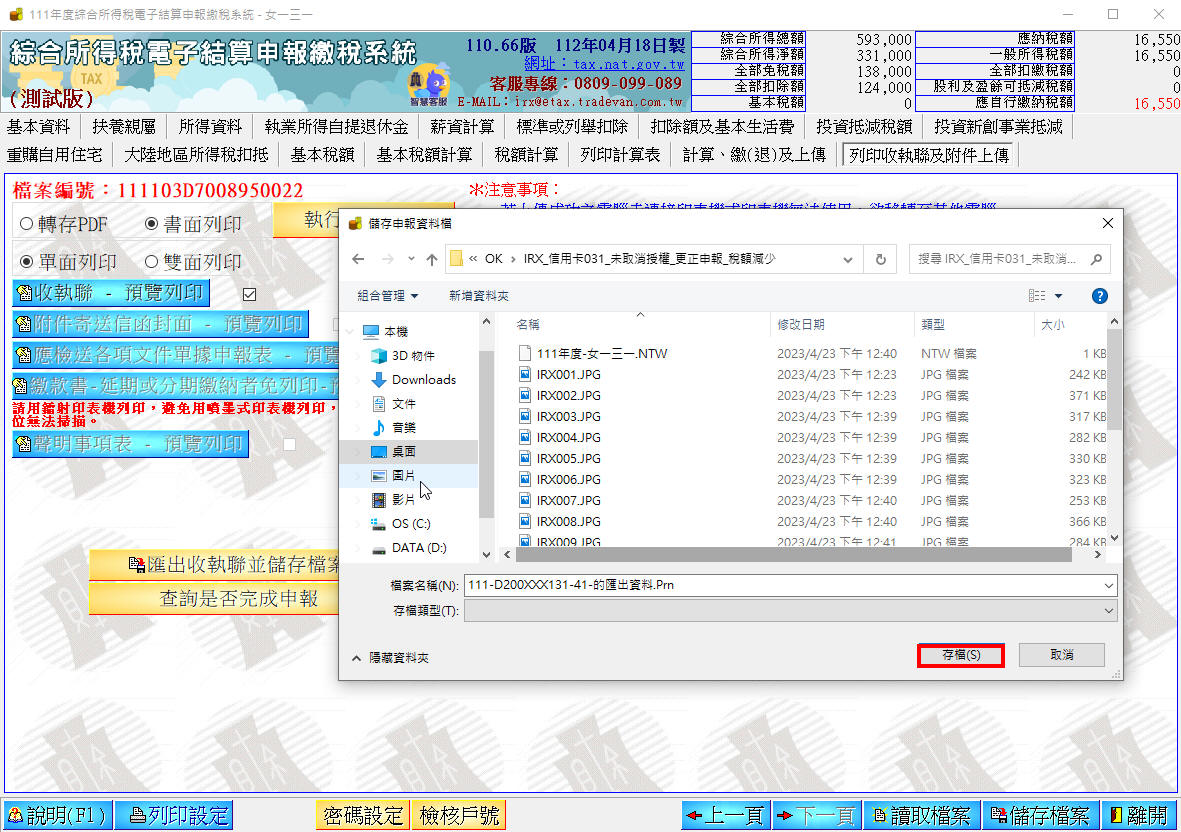 111年度綜合所得稅電子結算申報繳稅系統 - 女一三一
綜合所得稅電子結算申報繳稅系統
(測試版)
110.66版 112年04月18日製
網址：tax.nat.gov.tw
客服專線：0809-099-089
E-MAIL：irx@etax.tradevan.com.tw
智慧客服
TAX
綜合所得總額 593,000 應納稅額 16,550
綜合所得淨額 331,000 一般所得稅額 16,550
全部免稅額 138,000 全部扣繳稅額 0
全部扣除額 124,000 股利及盈餘可抵減稅額 0
基本稅額 0 應自行繳納稅額 16,550
基本資料 扶養親屬 所得資料 執業所得自提退休金 薪資計算 標準或列舉扣除 扣除額及基本生活費 投資抵減稅額 投資新創事業抵減
重購自用住宅 大陸地區所得稅扣抵 基本稅額 基本稅額計算 稅額計算 列印計算表 計算、繳(退)及上傳 列印收執聯及附件上傳
檔案編號：111103D7008950022
*注意事項：
轉存PDF 書面列印 執行
單面列印 雙面列印
收執聯 - 預覽列印
附件寄送信函封面 - 預覽列印
應檢送各項文件單據申報表 - 預覽
繳款書-延期或分期繳納者免列印-
請用鐳射印表機列印，避免用噴墨式印表機列印，
位無法掃描。
聲明事項表 - 預覽列印
匯出收執聯並儲存檔案
查詢是否完成申報
儲存申報資料檔
« OK › IRX_信用卡031_未取消授權_更正申報_稅額減少
搜尋 IRX_信用卡031_未取消...
組合管理 新增資料夾
本機
3D 物件
Downloads
文件
音樂
桌面
圖片
影片
OS (C:)
DATA (D:)
名稱 修改日期 類型 大小
111年度-女一三一.NTW 2023/4/23 下午 12:40 NTW 檔案 1 KB
IRX001.JPG 2023/4/23 下午 12:23 JPG 檔案 242 KB
IRX002.JPG 2023/4/23 下午 12:23 JPG 檔案 371 KB
IRX003.JPG 2023/4/23 下午 12:39 JPG 檔案 317 KB
IRX004.JPG 2023/4/23 下午 12:39 JPG 檔案 282 KB
IRX005.JPG 2023/4/23 下午 12:39 JPG 檔案 330 KB
IRX006.JPG 2023/4/23 下午 12:39 JPG 檔案 323 KB
IRX007.JPG 2023/4/23 下午 12:40 JPG 檔案 253 KB
IRX008.JPG 2023/4/23 下午 12:40 JPG 檔案 366 KB
IRX009.JPG 2023/4/23 下午 12:41 JPG 檔案 284 KB
檔案名稱(N): 111-D200XXX131-41-的匯出資料.Prn
存檔類型(T):
隱藏資料夾 存檔(S) 取消
說明(F1) 列印設定 密碼設定 檢核戶號 上一頁 下一頁 讀取檔案 儲存檔案 離開